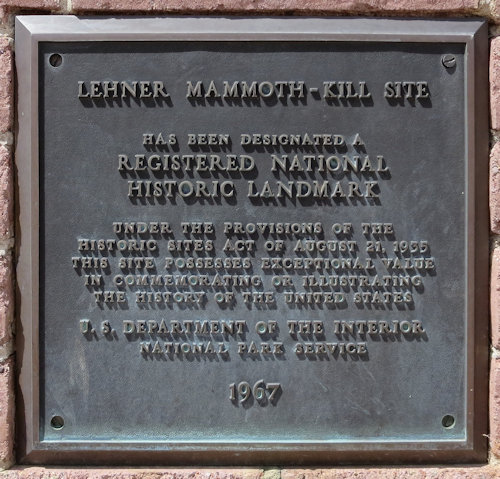 LEHNER MAMMOTH-KILL SITE
HAS BEEN DESIGNATED A
REGISTERED NATIONAL
HISTORIC LANDMARK
UNDER THE PROVISIONS OF THE
HISTORIC SITES ACT OF AUGUST 21, 1935
THIS SITE POSSESSES EXCEPTIONAL VALUE
IN COMMEMORATING OR ILLUSTRATING
THE HISTORY OF THE UNITED STATES
U. S. DEPARTMENT OF THE INTERIOR
NATIONAL PARK SERVICE
1967